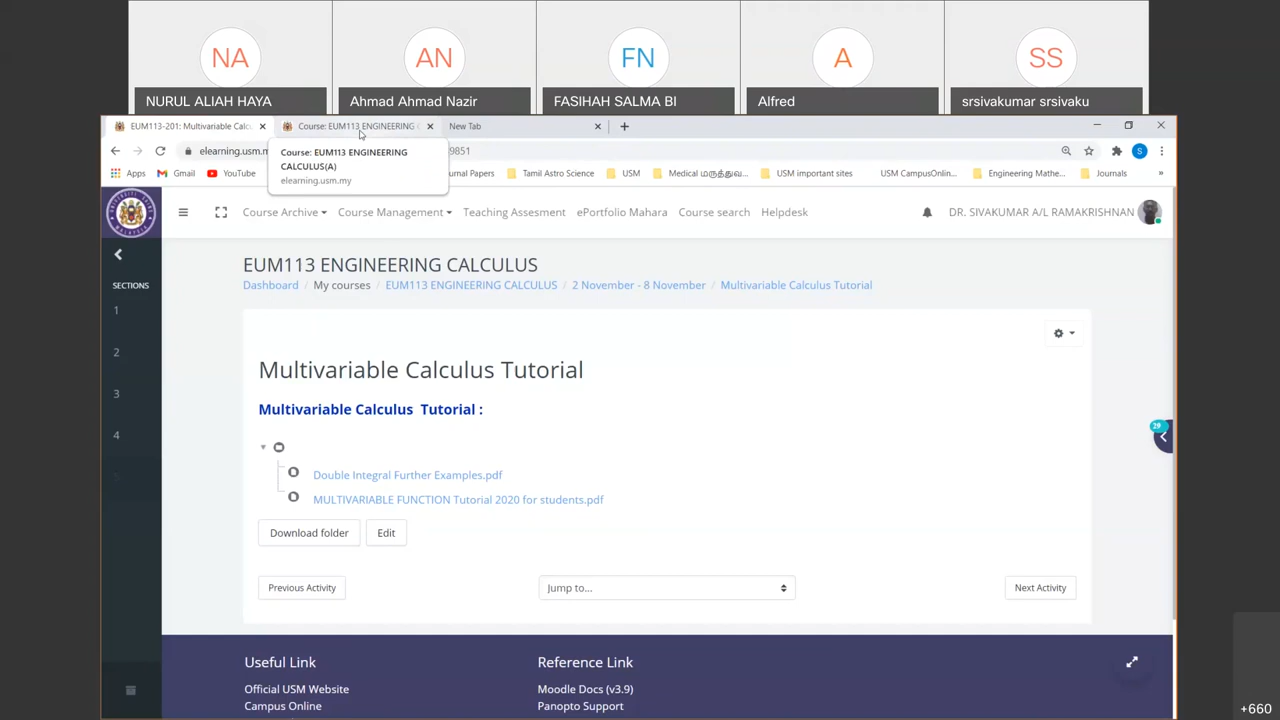 NA
AN
FN
A
SS
NURUL ALIAH HAYA
Ahmad Ahmad Nazir
FASIHAH SALMA BI
Alfred
srsivakumar srsivaku
EUM113-201: Multivariable Calc
Course: EUM113 ENGINEERING C
New Tab
elearning.usm.m
9851
Course: EUM113 ENGINEERING
CALCULUS(A)
elearning.usm.my
S
Apps
Gmail
YouTube
urnal Papers
Tamil Astro Science
USM
Medical மருத்துவ...
USM important sites
USM CampusOnlin...
Engineering Mathe...
Journals
»
Course Archive
Course Management
Teaching Assesment
ePortfolio Mahara
Course search
Helpdesk
DR. SIVAKUMAR A/L RAMAKRISHNAN
SECTIONS
1
2
3
4
5
EUM113 ENGINEERING CALCULUS
Dashboard / My courses / EUM113 ENGINEERING CALCULUS / 2 November - 8 November / Multivariable Calculus Tutorial
Multivariable Calculus Tutorial
Multivariable Calculus Tutorial :
Double Integral Further Examples.pdf
MULTIVARIABLE FUNCTION Tutorial 2020 for students.pdf
Download folder
Edit
29
Previous Activity
Jump to...
Next Activity
Useful Link
Reference Link
Official USM Website
Moodle Docs (v3.9)
Campus Online
Panopto Support
+660